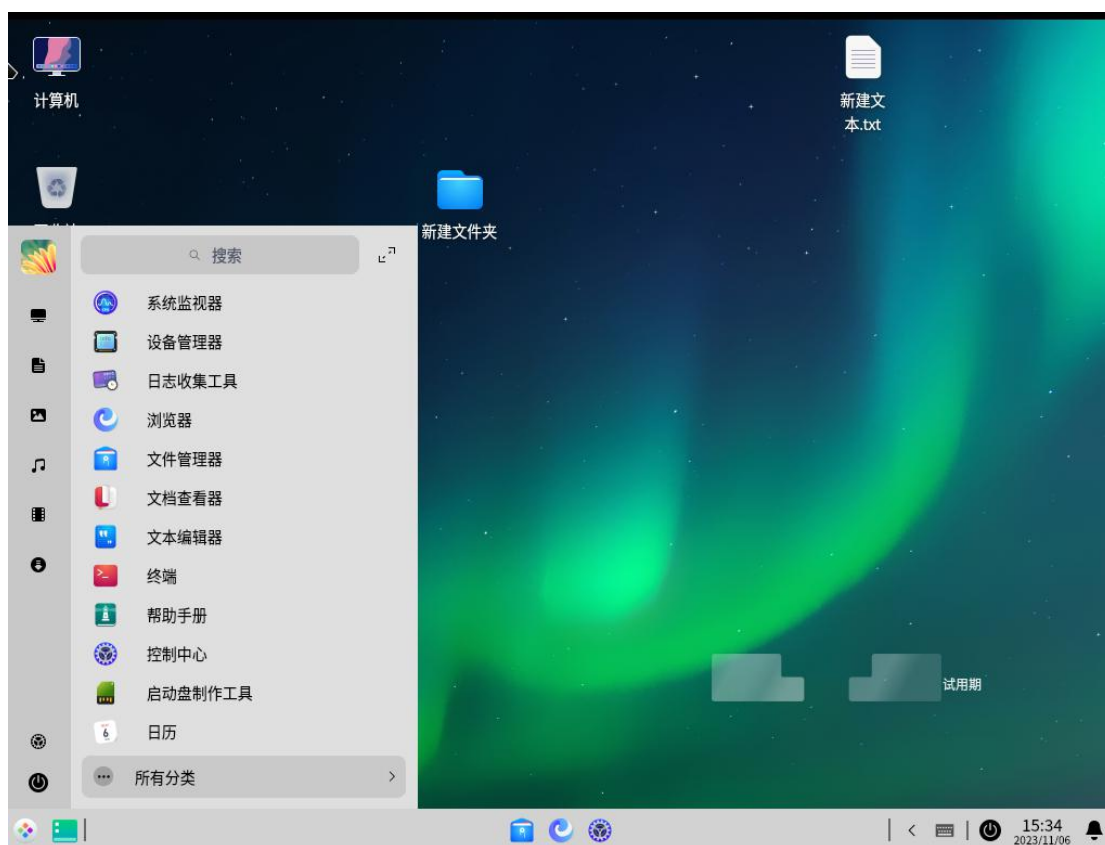 计算机
新建文
本.txt
新建文件夹
搜索
系统监视器
设备管理器
日志收集工具
浏览器
文件管理器
文档查看器
文本编辑器
终端
帮助手册
控制中心
启动盘制作工具
6
日历
所有分类
试用期
15:34
2023/11/06